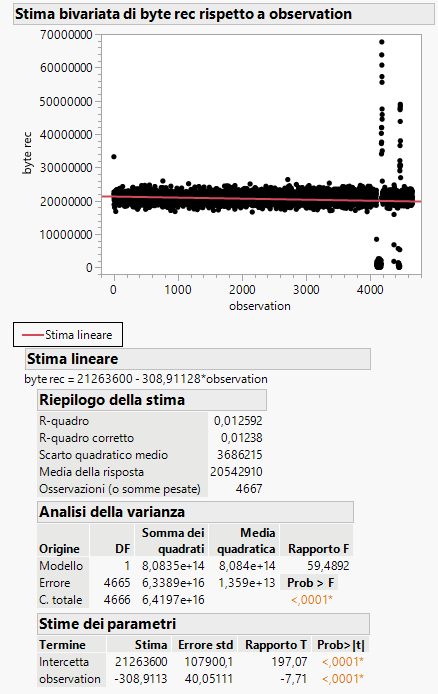 Stima bivariata di byte rec rispetto a observation
70000000
60000000
50000000
40000000
30000000
20000000
10000000
0
byte rec
0 1000 2000 3000 4000
observation
Stima lineare
Stima lineare
byte rec = 21263600 - 308,91128*observation
Riepilogo della stima
R-quadro 0,012592
R-quadro corretto 0,01238
Scarto quadratico medio 3686215
Media della risposta 20542910
Osservazioni (o somme pesate) 4667
Analisi della varianza
Somma dei Media
Origine DF quadrati quadratica Rapporto F
Modello 1 8,0835e+14 8,084e+14 59,4892
Errore 4665 6,3389e+16 1,359e+13 Prob > F
C. totale 4666 6,4197e+16 <,0001*
Stime dei parametri
Termine Stima Errore std Rapporto T Prob>|t|
Intercetta 21263600 107900,1 197,07 <,0001*
observation -308,9113 40,05111 -7,71 <,0001*